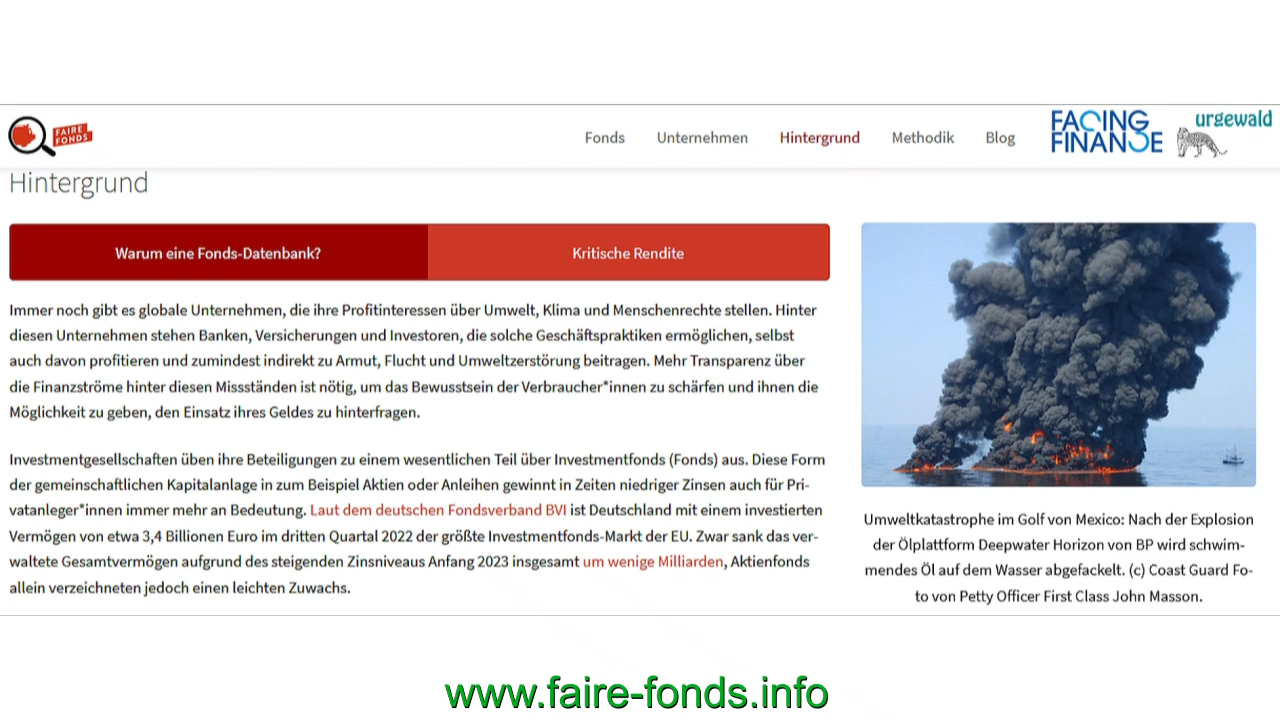 FAIRE
FONDS
Fonds
Unternehmen
Hintergrund
Methodik
Blog
FACING
FINANCE
urgewald
Hintergrund
Warum eine Fonds-Datenbank?
Kritische Rendite
Immer noch gibt es globale Unternehmen, die ihre Profitinteressen über Umwelt, Klima und Menschenrechte stellen. Hinter
diesen Unternehmen stehen Banken, Versicherungen und Investoren, die solche Geschäftspraktiken ermöglichen, selbst
auch davon profitieren und zumindest indirekt zu Armut, Flucht und Umweltzerstörung beitragen. Mehr Transparenz über
die Finanzströme hinter diesen Missständen ist nötig, um das Bewusstsein der Verbraucher*innen zu schärfen und ihnen die
Möglichkeit zu geben, den Einsatz ihres Geldes zu hinterfragen.
Investmentgesellschaften üben ihre Beteiligungen zu einem wesentlichen Teil über Investmentfonds (Fonds) aus. Diese Form
der gemeinschaftlichen Kapitalanlage in zum Beispiel Aktien oder Anleihen gewinnt in Zeiten niedriger Zinsen auch für Pri-
vatanleger*innen immer mehr an Bedeutung. Laut dem deutschen Fondsverband BVI ist Deutschland mit einem investierten
Vermögen von etwa 3,4 Billionen Euro im dritten Quartal 2022 der größte Investmentfonds-Markt der EU. Zwar sank das ver-
waltete Gesamtvermögen aufgrund des steigenden Zinsniveaus Anfang 2023 insgesamt um wenige Milliarden, Aktienfonds
allein verzeichneten jedoch einen leichten Zuwachs.
Umweltkatastrophe im Golf von Mexico: Nach der Explosion
der Ölplattform Deepwater Horizon von BP wird schwim-
mendes Öl auf dem Wasser abgefackelt. (c) Coast Guard Fo-
to von Petty Officer First Class John Masson.
www.faire-fonds.info